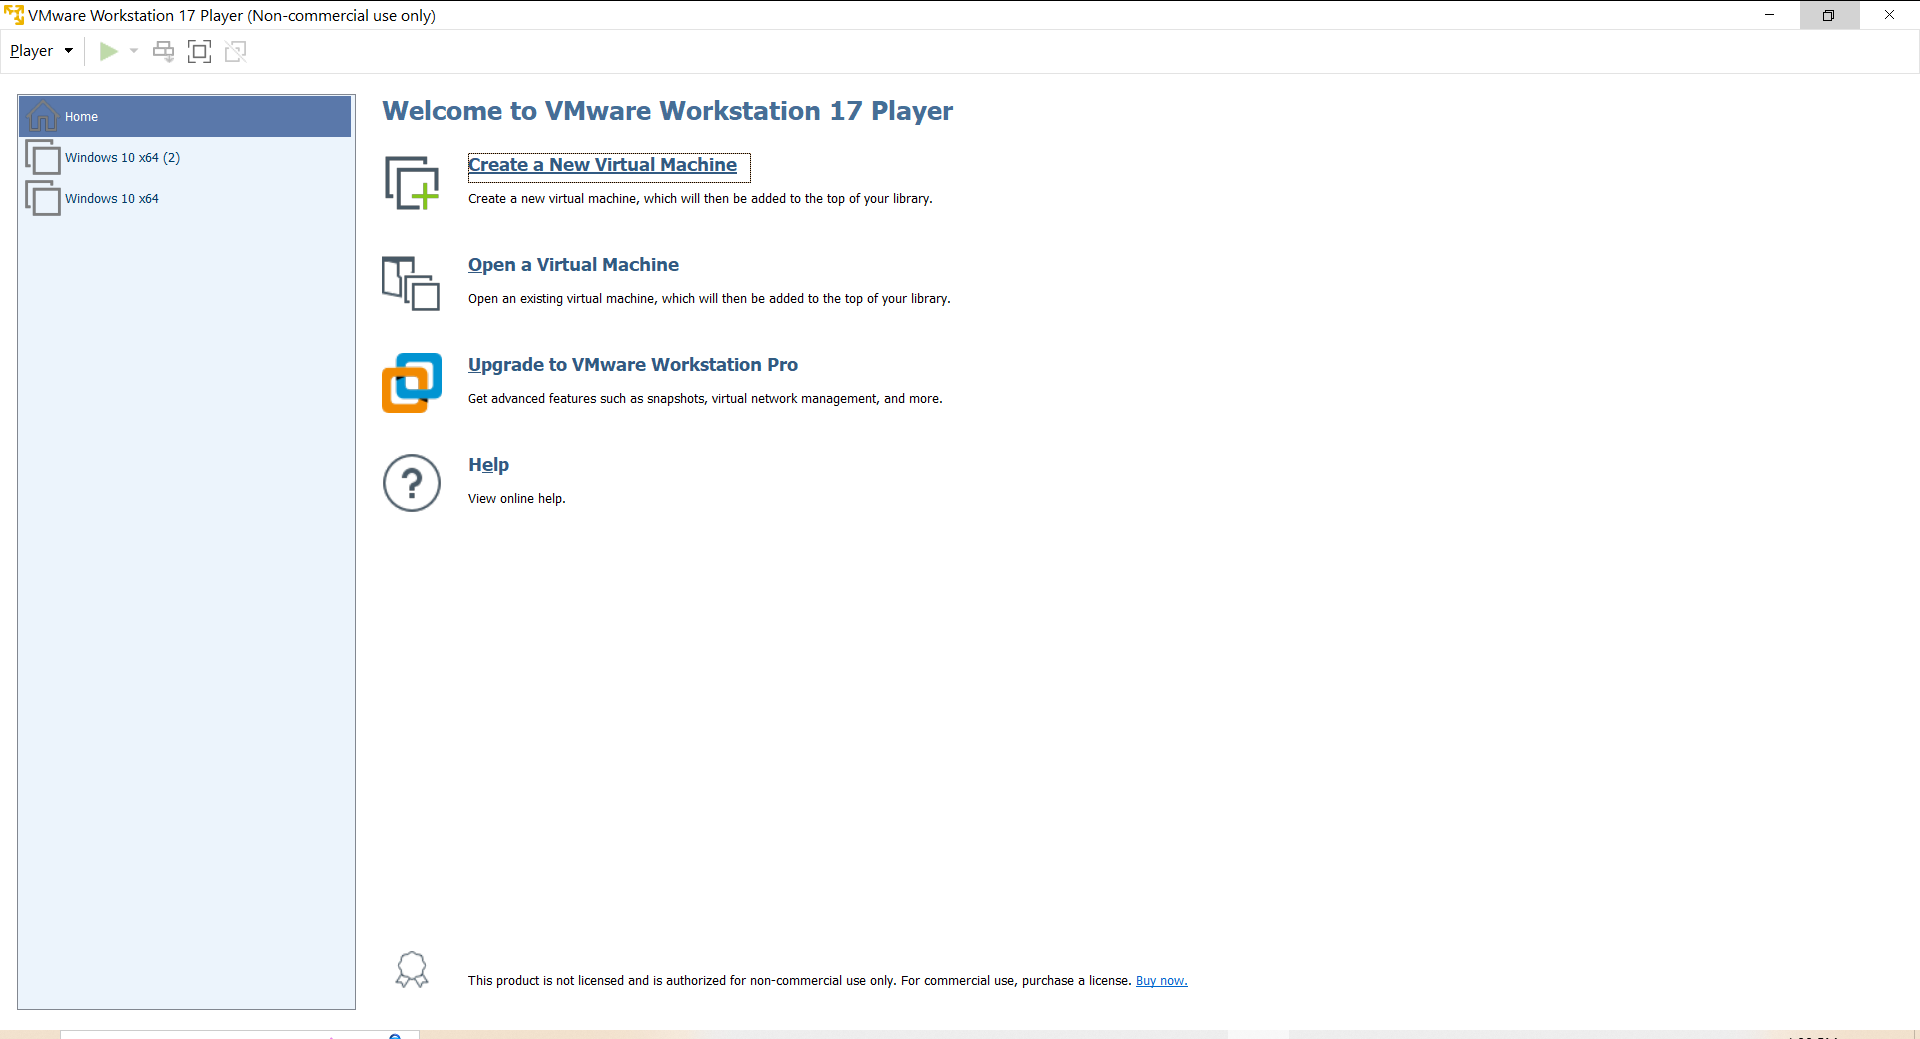 VMware Workstation 17 Player (Non-commercial use only)
Player
Home
Windows 10 x64 (2)
Windows 10 x64
Welcome to VMware Workstation 17 Player
Create a New Virtual Machine
Create a new virtual machine, which will then be added to the top of your library.
Open a Virtual Machine
Open an existing virtual machine, which will then be added to the top of your library.
Upgrade to VMware Workstation Pro
Get advanced features such as snapshots, virtual network management, and more.
?
Help
View online help.
This product is not licensed and is authorized for non-commercial use only. For commercial use, purchase a license. Buy now.